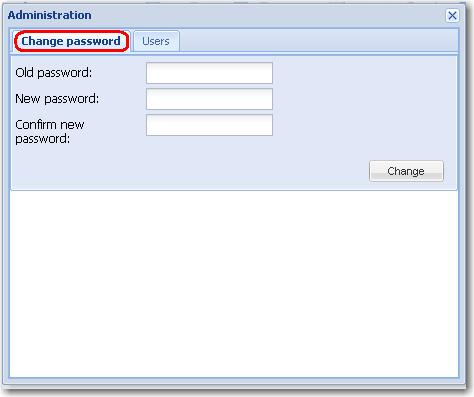 Administration
Change password Users
Old password:
New password:
Confirm new
password:
Change